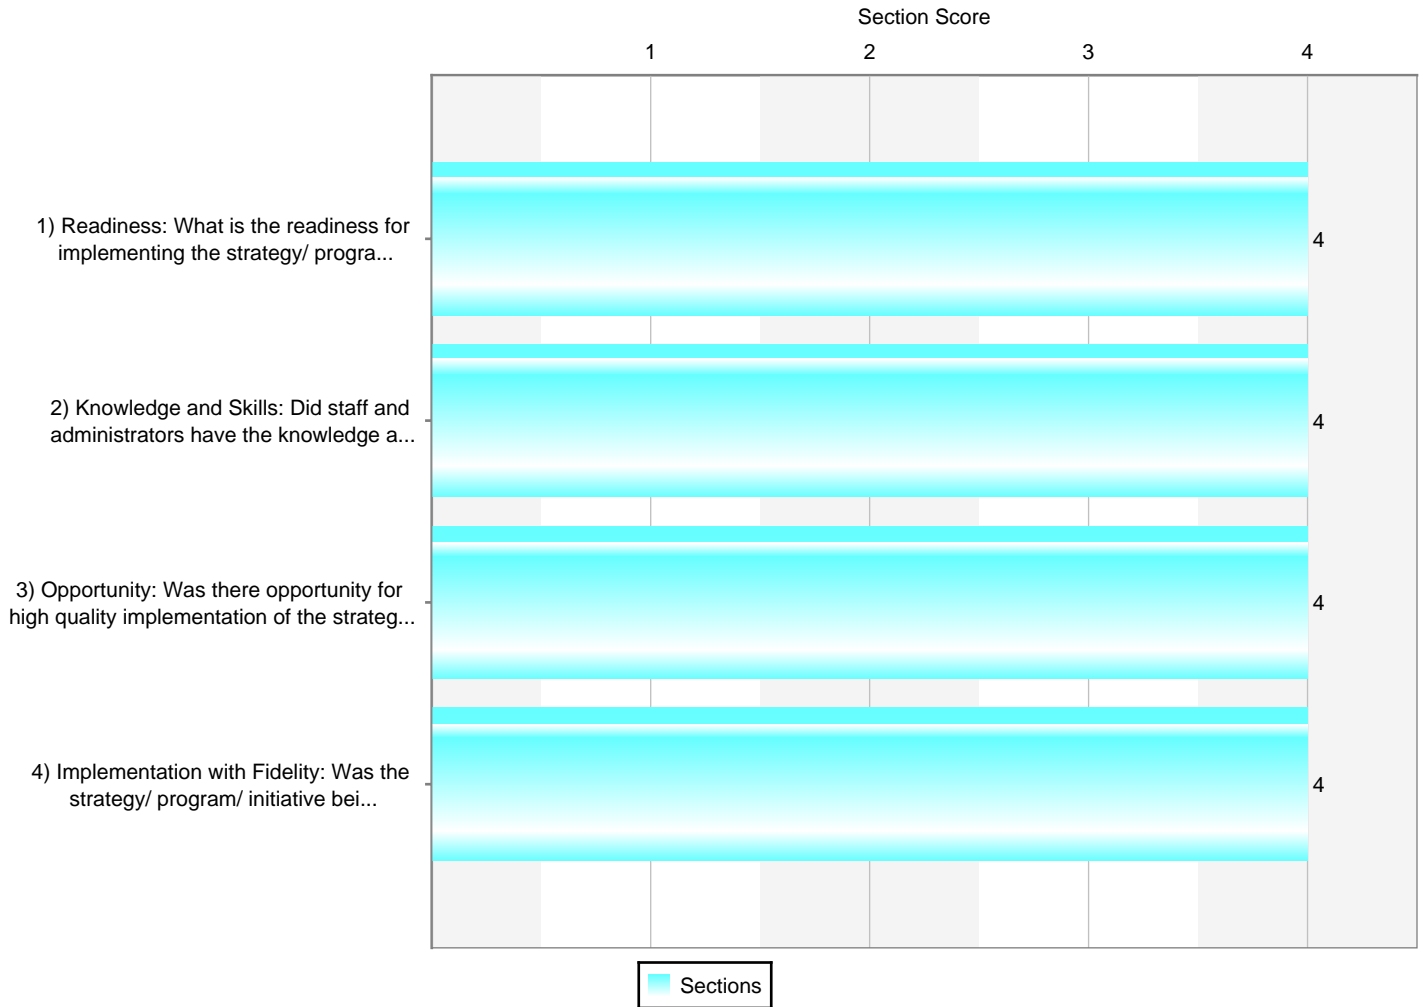 Section Score
1 2 3 4
1) Readiness: What is the readiness for
implementing the strategy/ progra...
4
2) Knowledge and Skills: Did staff and
administrators have the knowledge a...
4
3) Opportunity: Was there opportunity for
high quality implementation of the strateg...
4
4) Implementation with Fidelity: Was the
strategy/ program/ initiative bei...
4
Sections